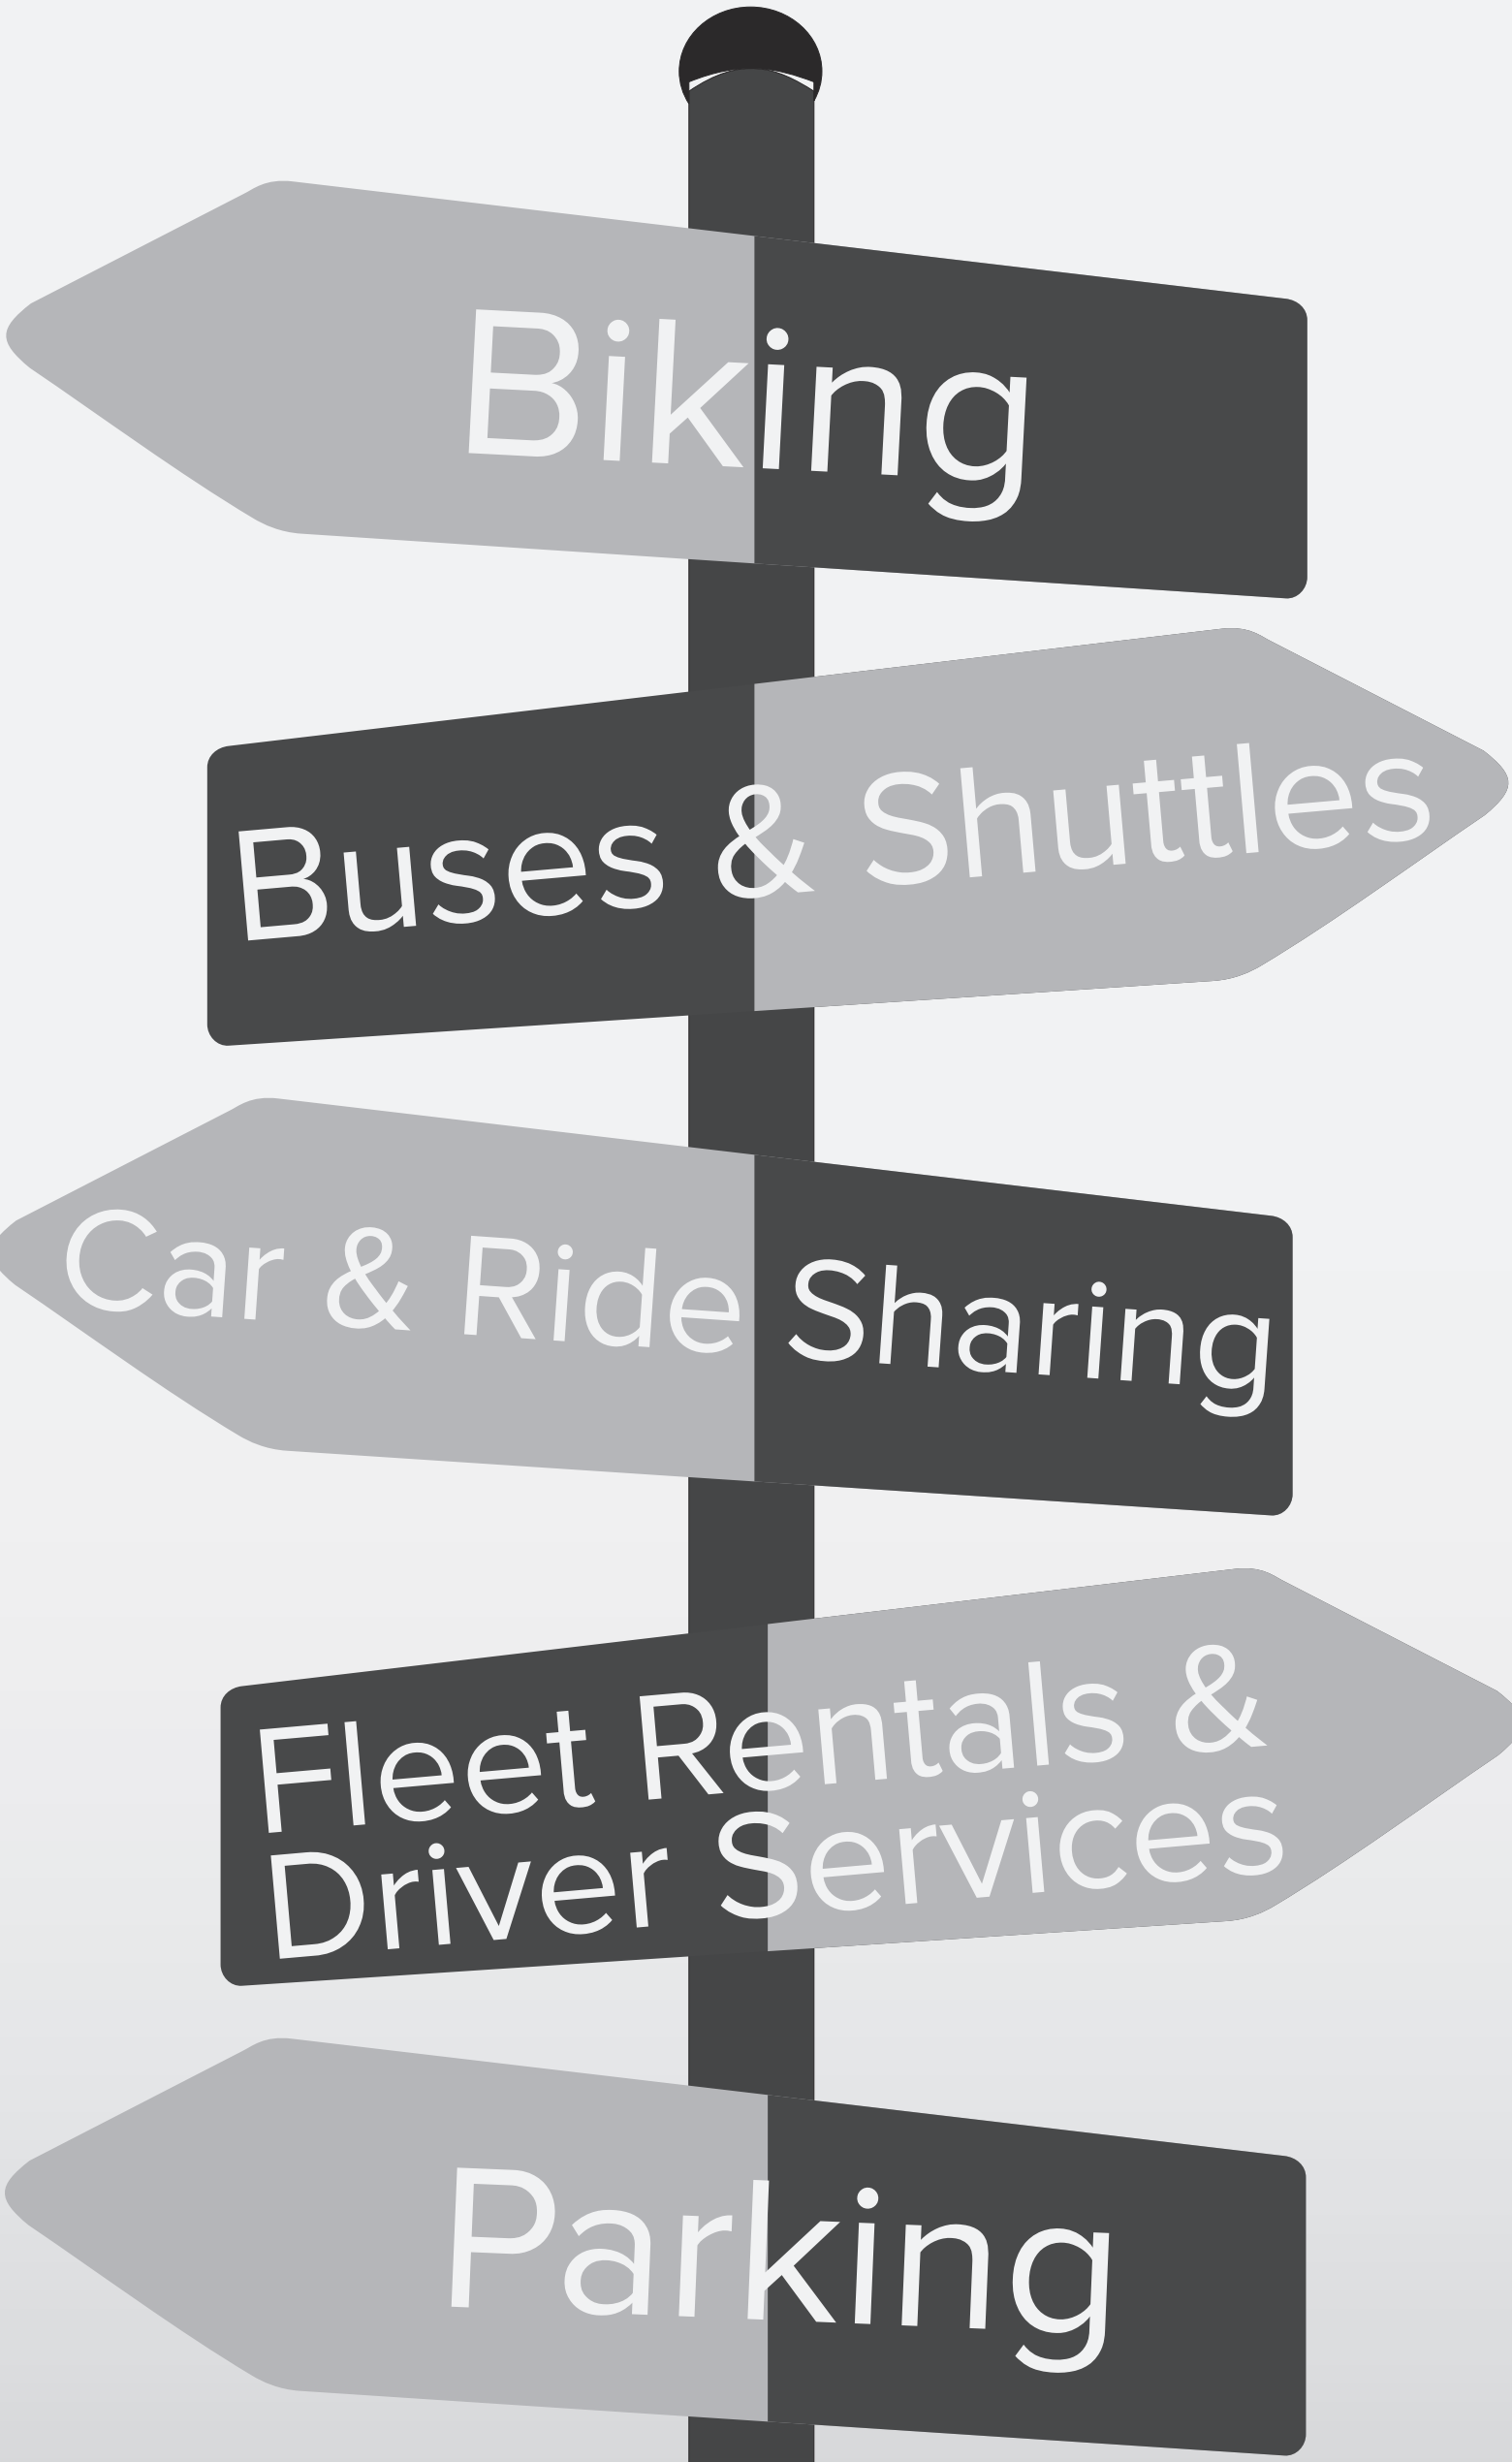 Biking
Buses & Shuttles
Car & Ride Sharing
Fleet Rentals &
Driver Services
Parking